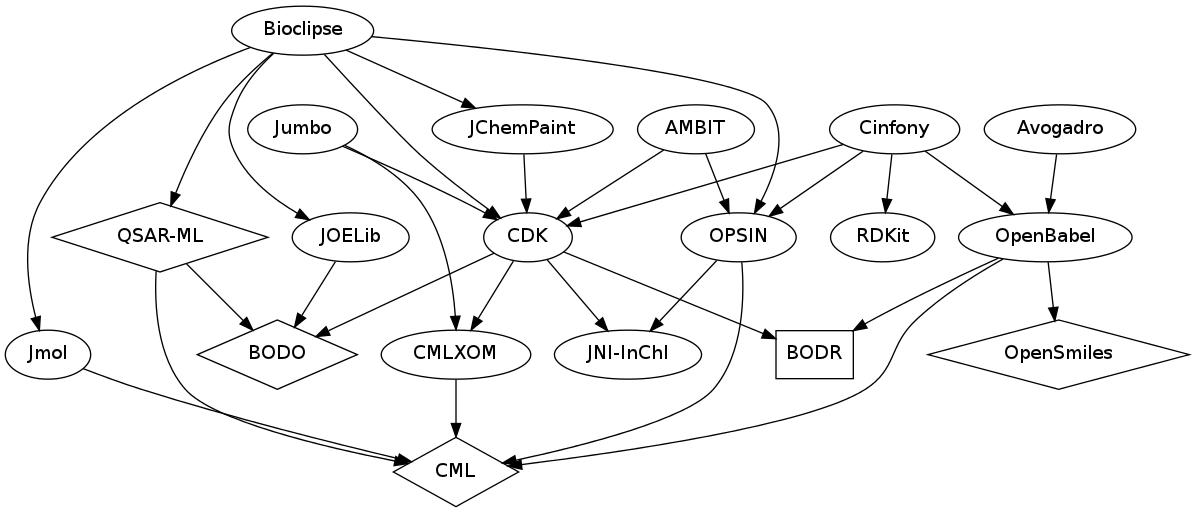 Bioclipse
Jumbo
JChemPaint
AMBIT
Cinfony
Avogadro
QSAR-ML
JOELib
CDK
OPSIN
RDKit
OpenBabel
Jmol
BODO
CMLXOM
JNI-InChI
BODR
OpenSmiles
CML